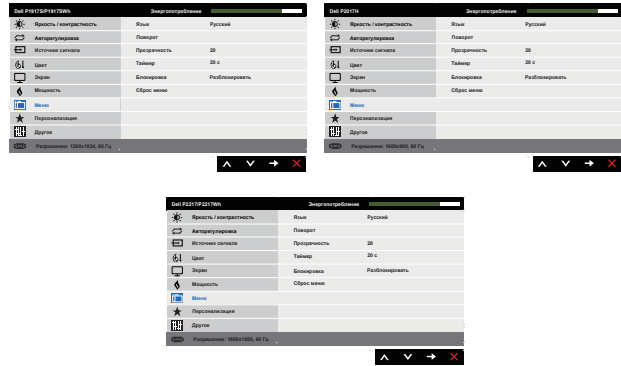 Dell P1917S/P1917SWh Энергопотребление
Яркость / контрастность Язык Русский
Авторегулировка Поворот
Источник сигнала Прозрачность 20
Цвет Таймер 20 с
Экран Блокировка Разблокировать
Мощность Сброс меню
Меню
Персонализация
Другое
Разрешение: 1280x1024, 60 Гц
Dell P2017H Энергопотребление
Яркость / контрастность Язык Русский
Авторегулировка Поворот
Источник сигнала Прозрачность 20
Цвет Таймер 20 с
Экран Блокировка Разблокировать
Мощность Сброс меню
Меню
Персонализация
Другое
Разрешение: 1600x900, 60 Гц
Dell P2217/P2217Wh Энергопотребление
Яркость / контрастность Язык Русский
Авторегулировка Поворот
Источник сигнала Прозрачность 20
Цвет Таймер 20 с
Экран Блокировка Разблокировать
Мощность Сброс меню
Меню
Персонализация
Другое
Разрешение: 1680x1050, 60 Гц